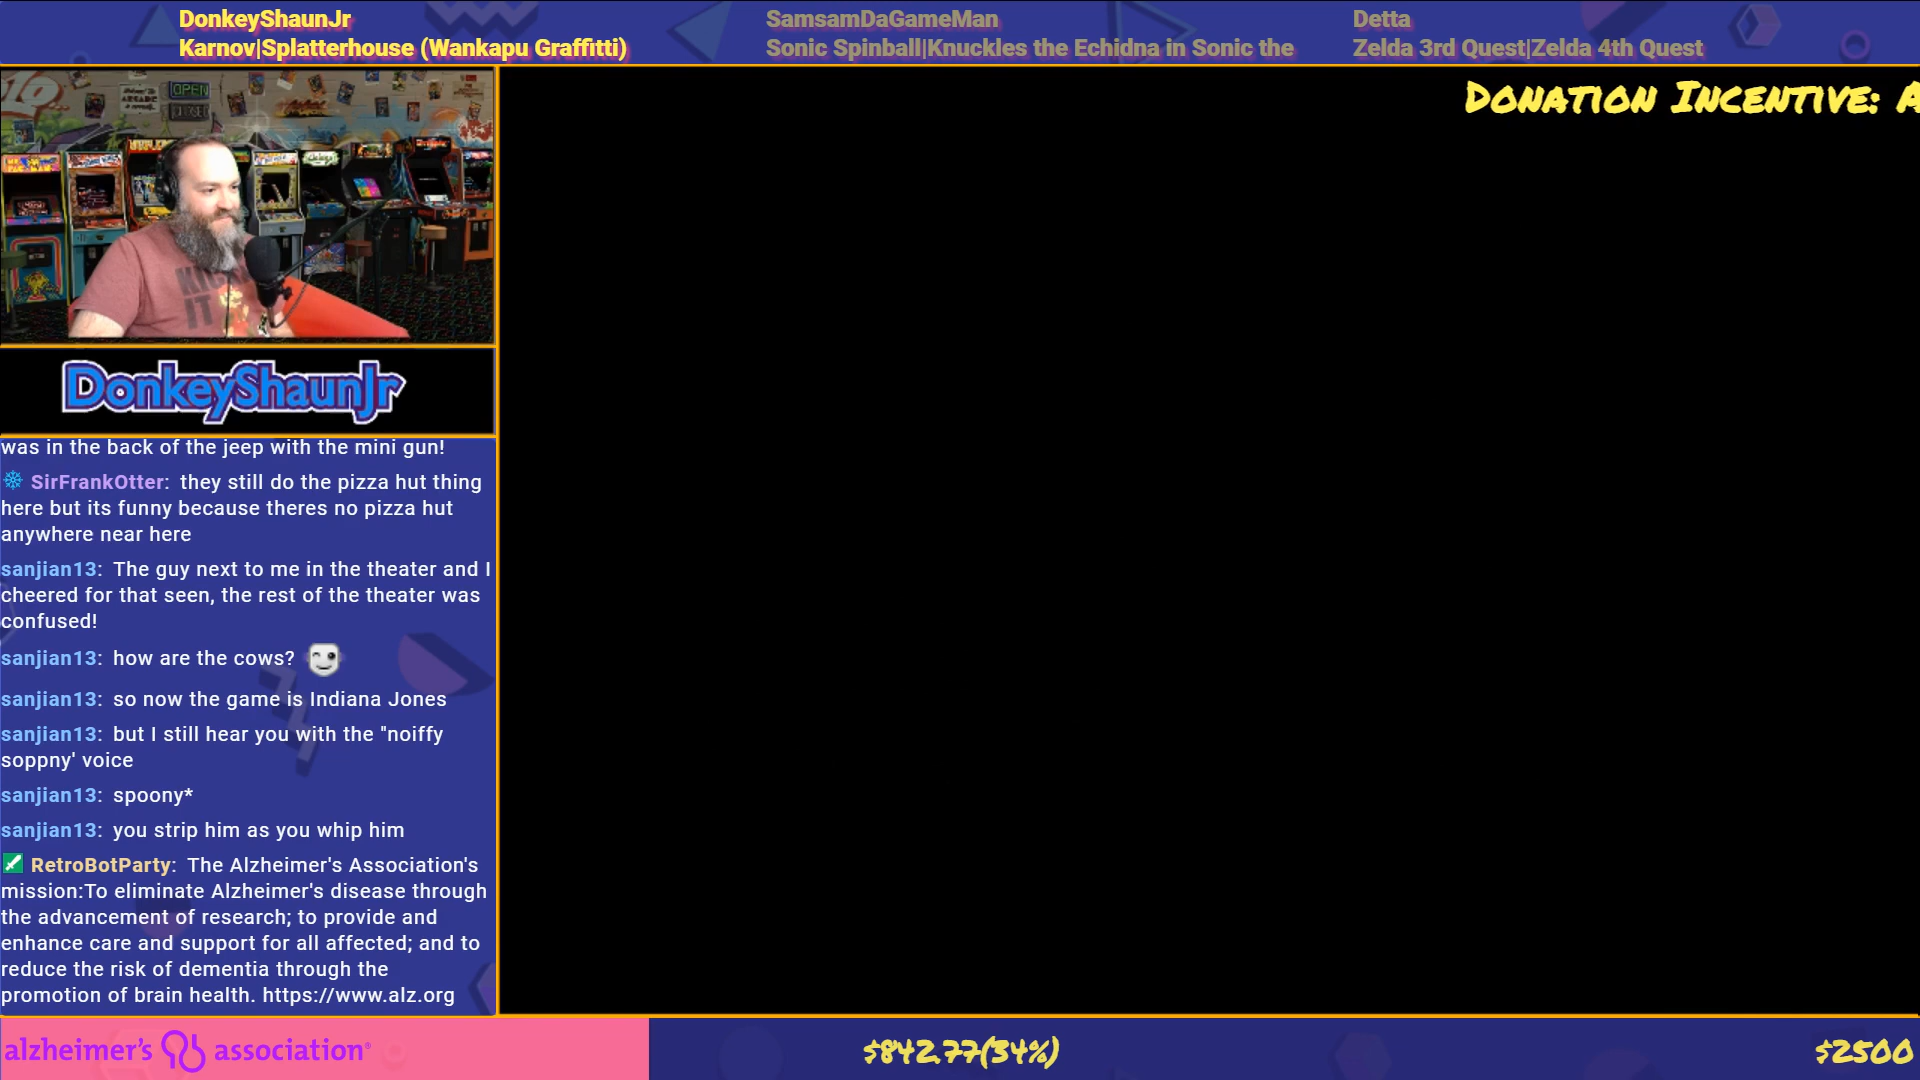 DonkeyShaunJr
Karnov|Splatterhouse (Wankapu Graffitti)
SamsamDaGameMan
Sonic Spinball|Knuckles the Echidna in Sonic the
Detta
Zelda 3rd Quest|Zelda 4th Quest
DONATION INCENTIVE: A
OPEN
ARCADE
KICK
IT
DonkeyShaunJr
was in the back of the jeep with the mini gun!
SirFrankOtter: they still do the pizza hut thing
here but its funny because theres no pizza hut
anywhere near here
sanjian13: The guy next to me in the theater and I
cheered for that seen, the rest of the theater was
confused!
sanjian13: how are the cows?
sanjian13: so now the game is Indiana Jones
sanjian13: but I still hear you with the "noiffy
soppny' voice
sanjian13: spoony*
sanjian13: you strip him as you whip him
RetroBotParty: The Alzheimer's Association's
mission:To eliminate Alzheimer's disease through
the advancement of research; to provide and
enhance care and support for all affected; and to
reduce the risk of dementia through the
promotion of brain health. https://www.alz.org
alzheimer's association®
$842.77(34%)
$2500